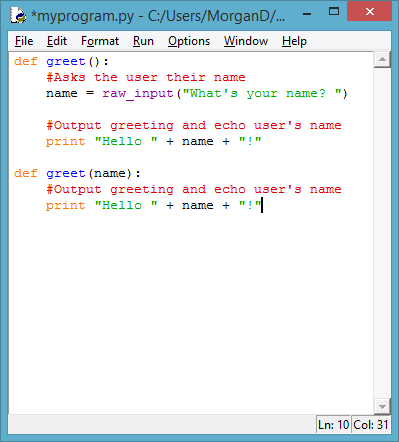 *myprogram.py - C:/Users/MorganD/...
File Edit Format Run Options Windows Help
def greet():
    #Asks the user their name
    name = raw_input("What's your name? ")

    #Output greeting and echo user's name
    print "Hello " + name + "!"

def greet(name):
    #Output greeting and echo user's name
    print "Hello " + name + "!"
Ln: 10 Col: 31